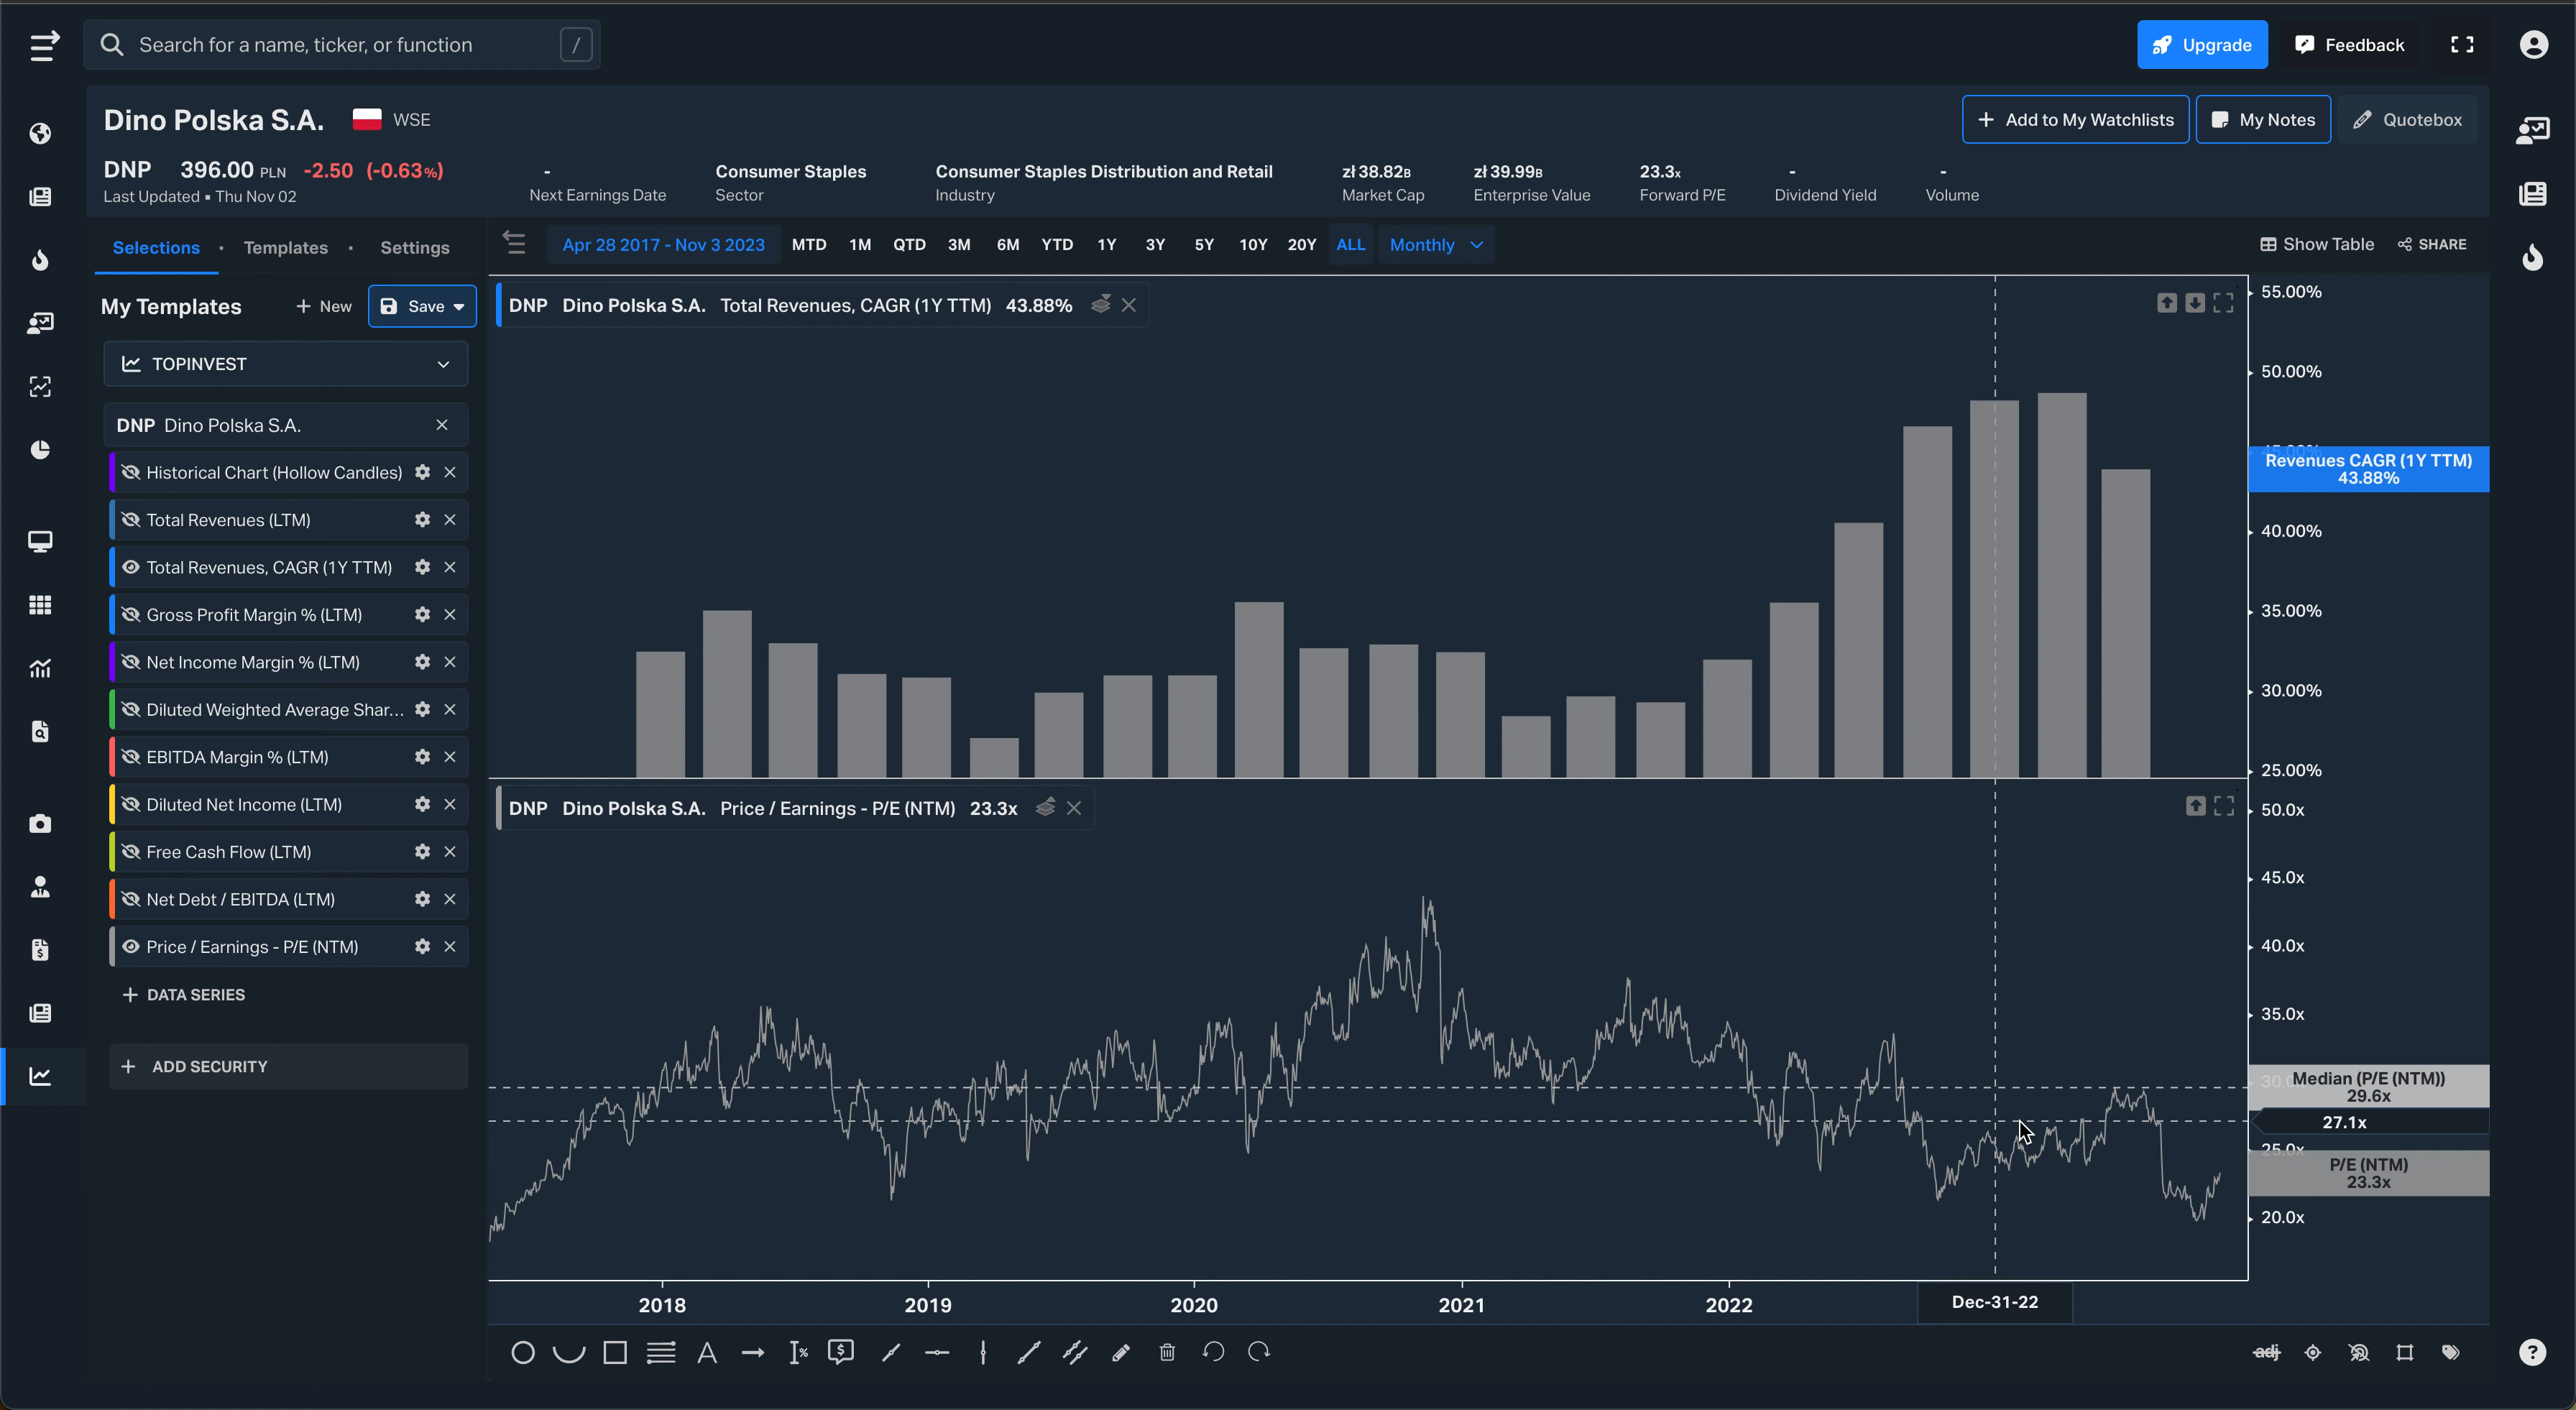 Search for a name, ticker, or function /
Upgrade
Feedback
Dino Polska S.A. WSE
Add to My Watchlists
My Notes
Quotebox
DNP 396.00 PLN -2.50 (-0.63%)
Last Updated ▪ Thu Nov 02
-
Next Earnings Date
Consumer Staples
Sector
Consumer Staples Distribution and Retail
Industry
zł 38.82B
Market Cap
zł 39.99B
Enterprise Value
23.3x
Forward P/E
-
Dividend Yield
-
Volume
Selections · Templates · Settings
Apr 28 2017 - Nov 3 2023 MTD 1M QTD 3M 6M YTD 1Y 3Y 5Y 10Y 20Y ALL Monthly
Show Table SHARE
My Templates + New Save
TOPINVEST
DNP Dino Polska S.A.
Historical Chart (Hollow Candles)
Total Revenues (LTM)
Total Revenues, CAGR (1Y TTM)
Gross Profit Margin % (LTM)
Net Income Margin % (LTM)
Diluted Weighted Average Shar...
EBITDA Margin % (LTM)
Diluted Net Income (LTM)
Free Cash Flow (LTM)
Net Debt / EBITDA (LTM)
Price / Earnings - P/E (NTM)
+ DATA SERIES
+ ADD SECURITY
DNP Dino Polska S.A. Total Revenues, CAGR (1Y TTM) 43.88%
55.00%
50.00%
45.00%
Revenues CAGR (1Y TTM)
43.88%
40.00%
35.00%
30.00%
25.00%
DNP Dino Polska S.A. Price / Earnings - P/E (NTM) 23.3x
50.0x
45.0x
40.0x
35.0x
30.0x
Median (P/E (NTM))
29.6x
27.1x
25.0x
P/E (NTM)
23.3x
20.0x
2018 2019 2020 2021 2022 Dec-31-22
A
%
$
adj
?